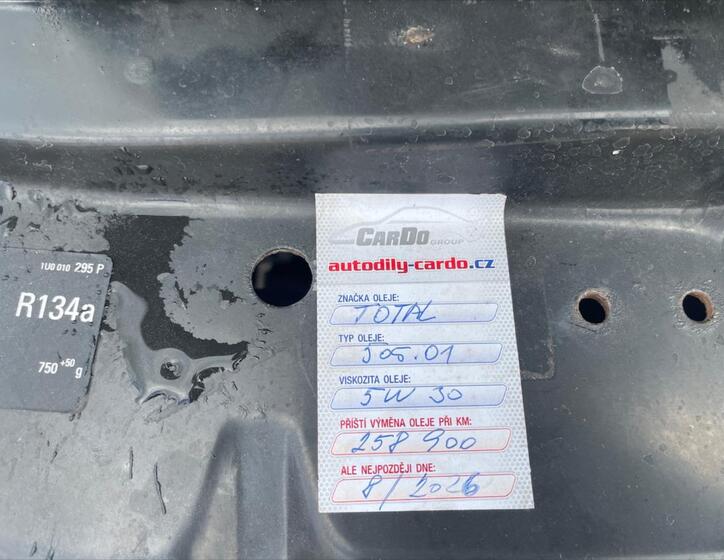 1U0 010 295 P
R134a
750 +50 g
CARDO GROUP
autodily-cardo.cz
ZNAČKA OLEJE:
TOTAL
TYP OLEJE:
505.01
VISKOZITA OLEJE:
5W 30
PŘÍŠTÍ VÝMĚNA OLEJE PŘI KM:
258 900
ALE NEJPOZDĚJI DNE:
8/2026